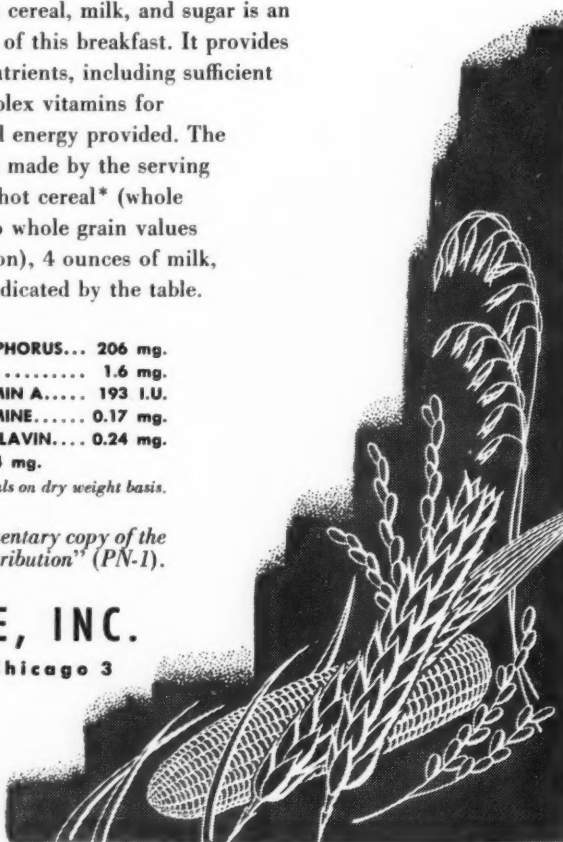 cereal, milk, and sugar is an
of this breakfast. It provides
trients, including sufficient
plex vitamins for
energy provided. The
made by the serving
hot cereal* (whole
whole grain values
on), 4 ounces of milk,
dicated by the table.
PHORUS... 206 mg.
.......... 1.6 mg.
MIN A..... 193 I.U.
MINE...... 0.17 mg.
LAVIN.... 0.24 mg.
mg.
ls on dry weight basis.
entary copy of the
ribution" (PN-1).
E, INC.
hicago 3